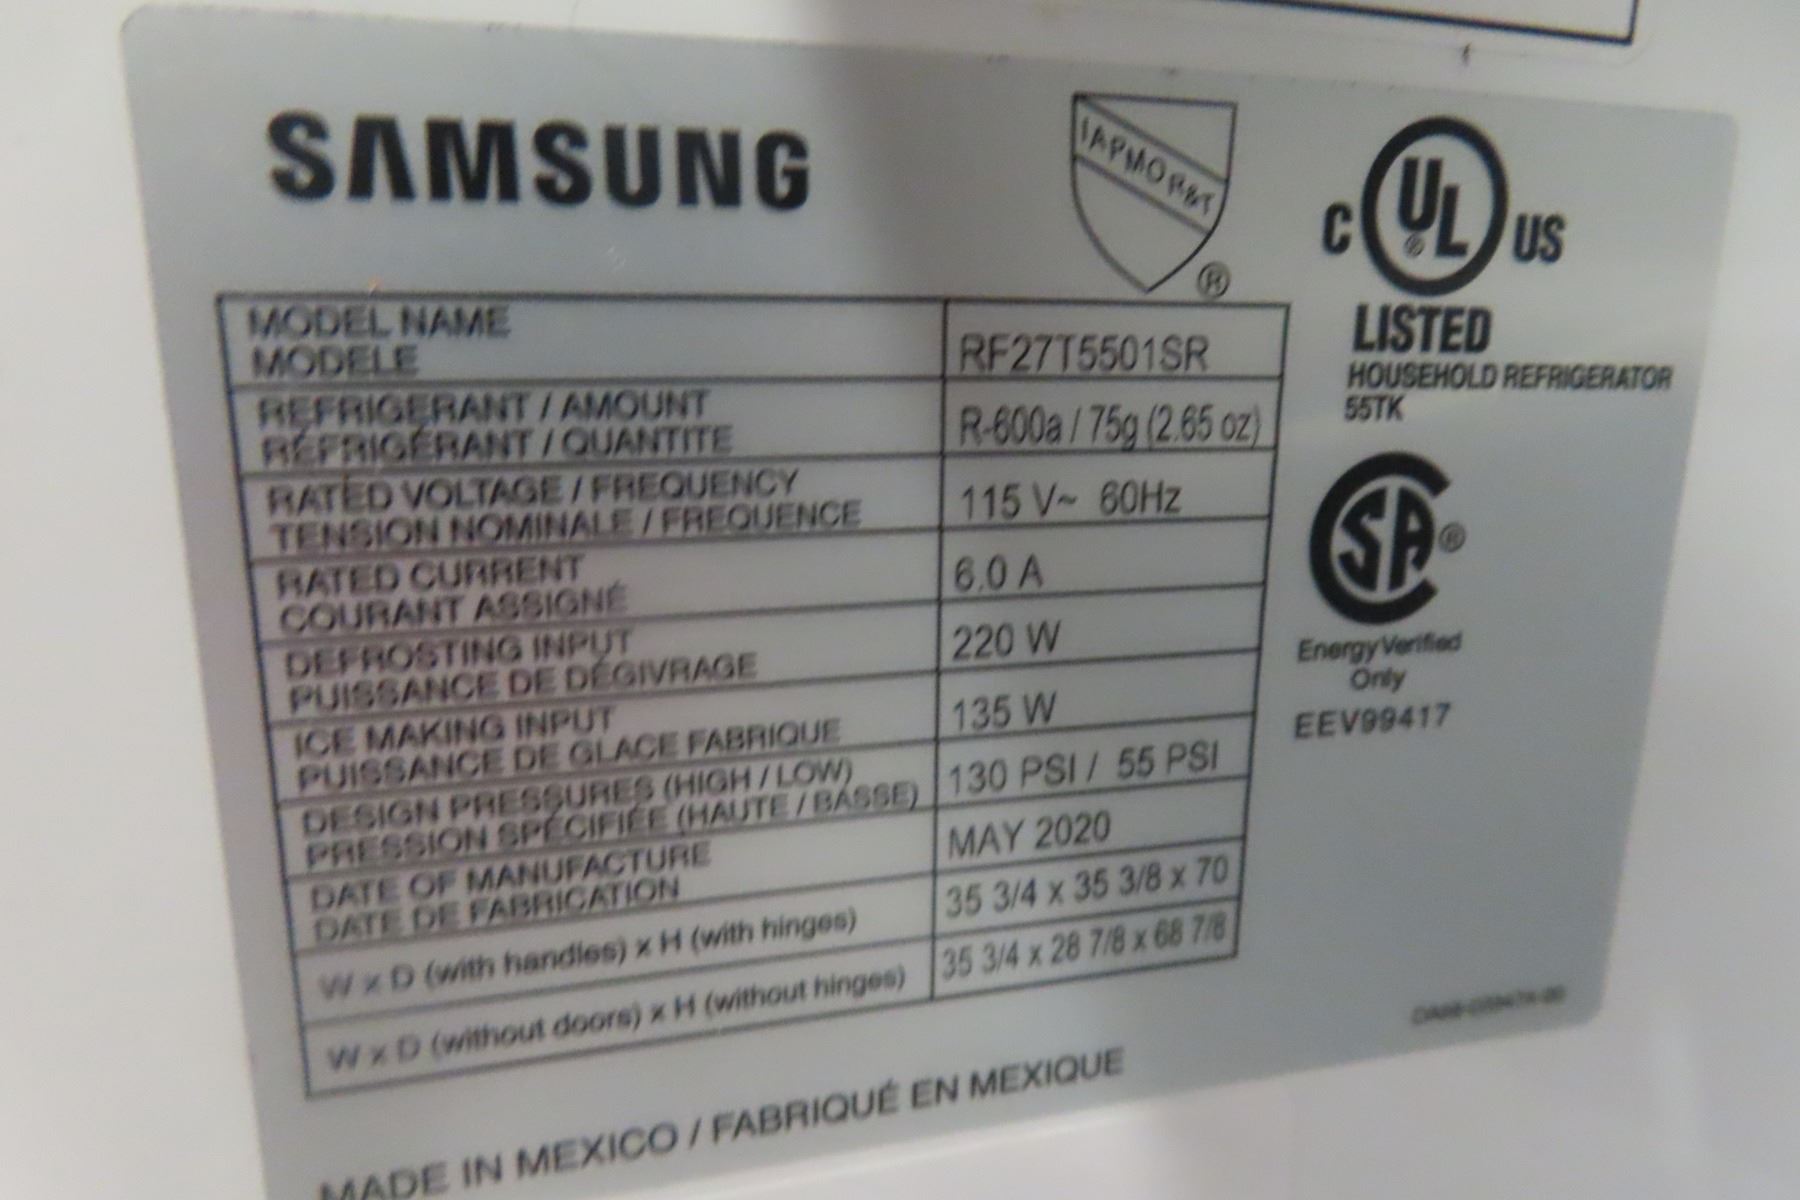 SAMSUNG
IAPMO R&T
®
C UL ® US
LISTED
HOUSEHOLD REFRIGERATOR
55TK
SA ®
Energy Verified
Only
EEV99417
MODEL NAME
MODELE
RF27T5501SR
REFRIGERANT / AMOUNT
RÉFRIGÉRANT / QUANTITE
R-600a / 75g (2.65 oz)
RATED VOLTAGE / FREQUENCY
TENSION NOMINALE / FREQUENCE
115 V~ 60Hz
RATED CURRENT
COURANT ASSIGNÉ
6.0 A
DEFROSTING INPUT
PUISSANCE DE DÉGIVRAGE
220 W
ICE MAKING INPUT
PUISSANCE DE GLACE FABRIQUE
135 W
DESIGN PRESSURES (HIGH / LOW)
PRESSION SPÉCIFIÉE (HAUTE / BASSE)
130 PSI / 55 PSI
DATE OF MANUFACTURE
DATE DE FABRICATION
MAY 2020
W x D (with handles) x H (with hinges)
35 3/4 x 35 3/8 x 70
W x D (without doors) x H (without hinges)
35 3/4 x 28 7/8 x 68 7/8
MADE IN MEXICO / FABRIQUÉ EN MEXIQUE